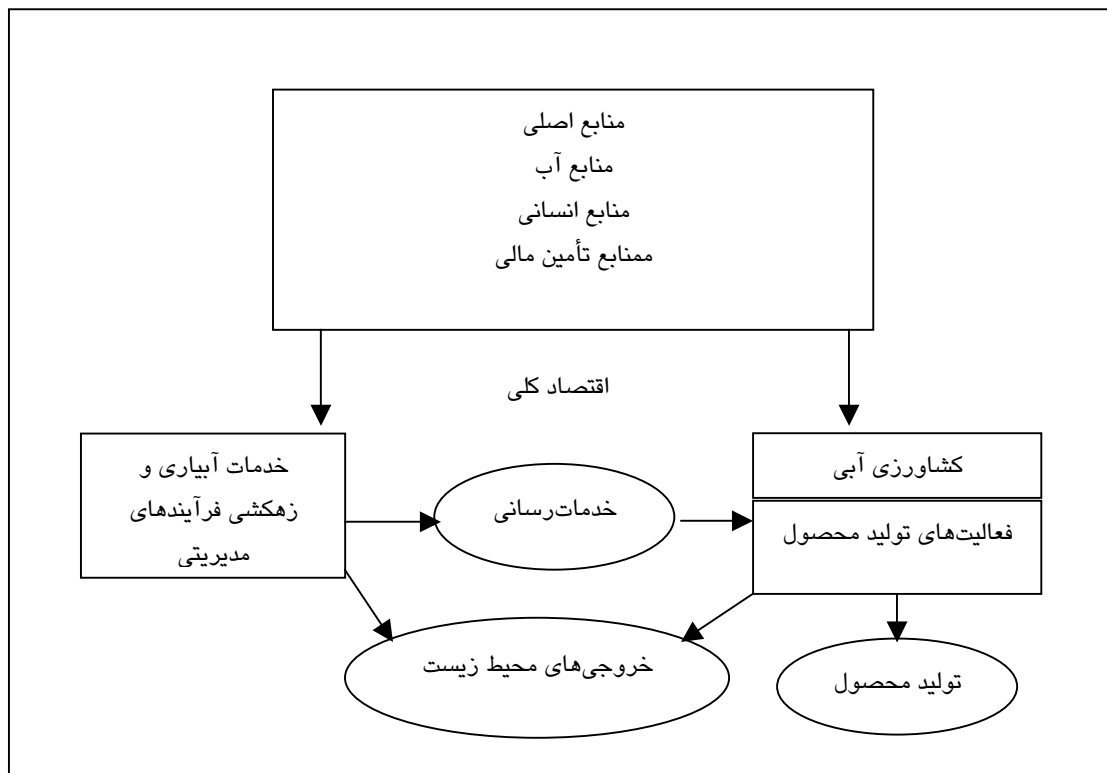 منابع اصلی
منابع آب
منابع انسانی
ممنابع تأمین مالی
اقتصاد کلی
کشاورزی آبی
فعالیت‌های تولید محصول
خدمات‌رسانی
خدمات آبیاری و
زهکشی فرآیندهای
مدیریتی
خروجی‌های محیط زیست
تولید محصول